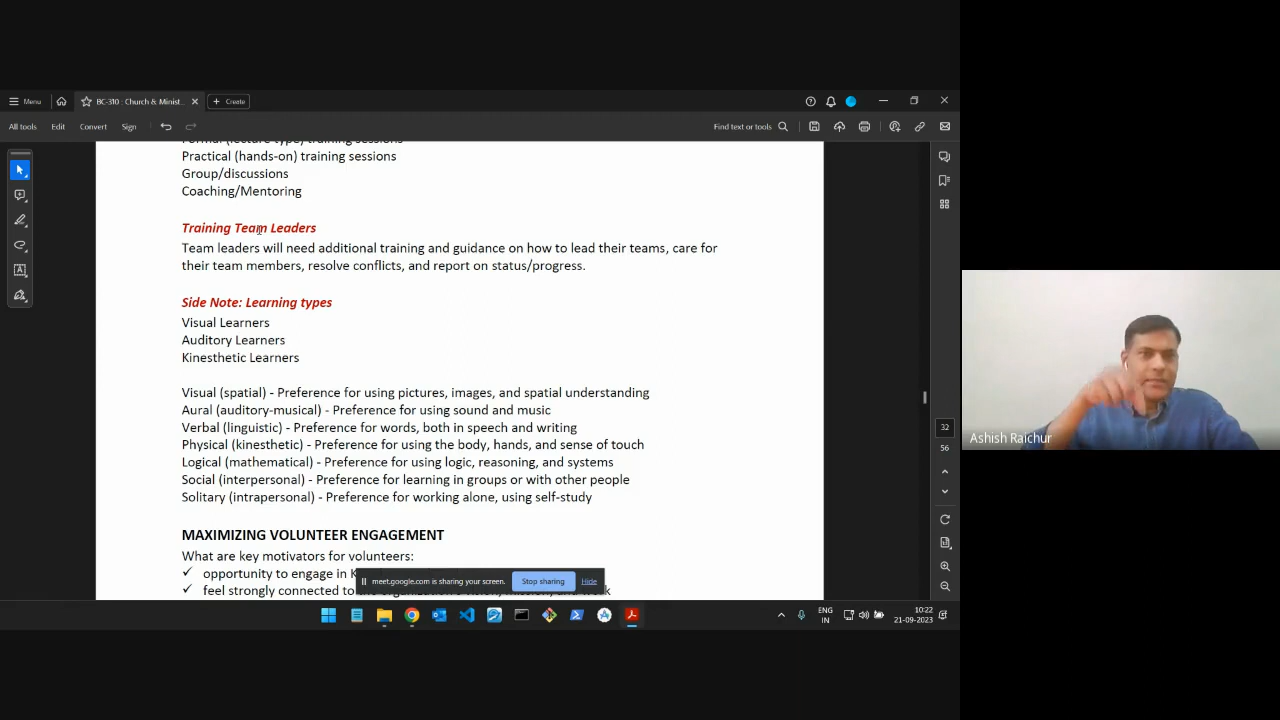 Menu
BC-310 : Church & Minist...
Create
All tools
Edit
Convert
Sign
Find text or tools
Formal (lecture type) training sessions
Practical (hands-on) training sessions
Group/discussions
Coaching/Mentoring
Training Team Leaders
Team leaders will need additional training and guidance on how to lead their teams, care for
their team members, resolve conflicts, and report on status/progress.
Side Note: Learning types
Visual Learners
Auditory Learners
Kinesthetic Learners
Visual (spatial) - Preference for using pictures, images, and spatial understanding
Aural (auditory-musical) - Preference for using sound and music
Verbal (linguistic) - Preference for words, both in speech and writing
Physical (kinesthetic) - Preference for using the body, hands, and sense of touch
Logical (mathematical) - Preference for using logic, reasoning, and systems
Social (interpersonal) - Preference for learning in groups or with other people
Solitary (intrapersonal) - Preference for working alone, using self-study
MAXIMIZING VOLUNTEER ENGAGEMENT
What are key motivators for volunteers:
✓ opportunity to engage in
✓ feel strongly connected to
meet.google.com is sharing your screen.
Stop sharing
Hide
32
56
ENG
IN
10:22
21-09-2023
Ashish Raichur